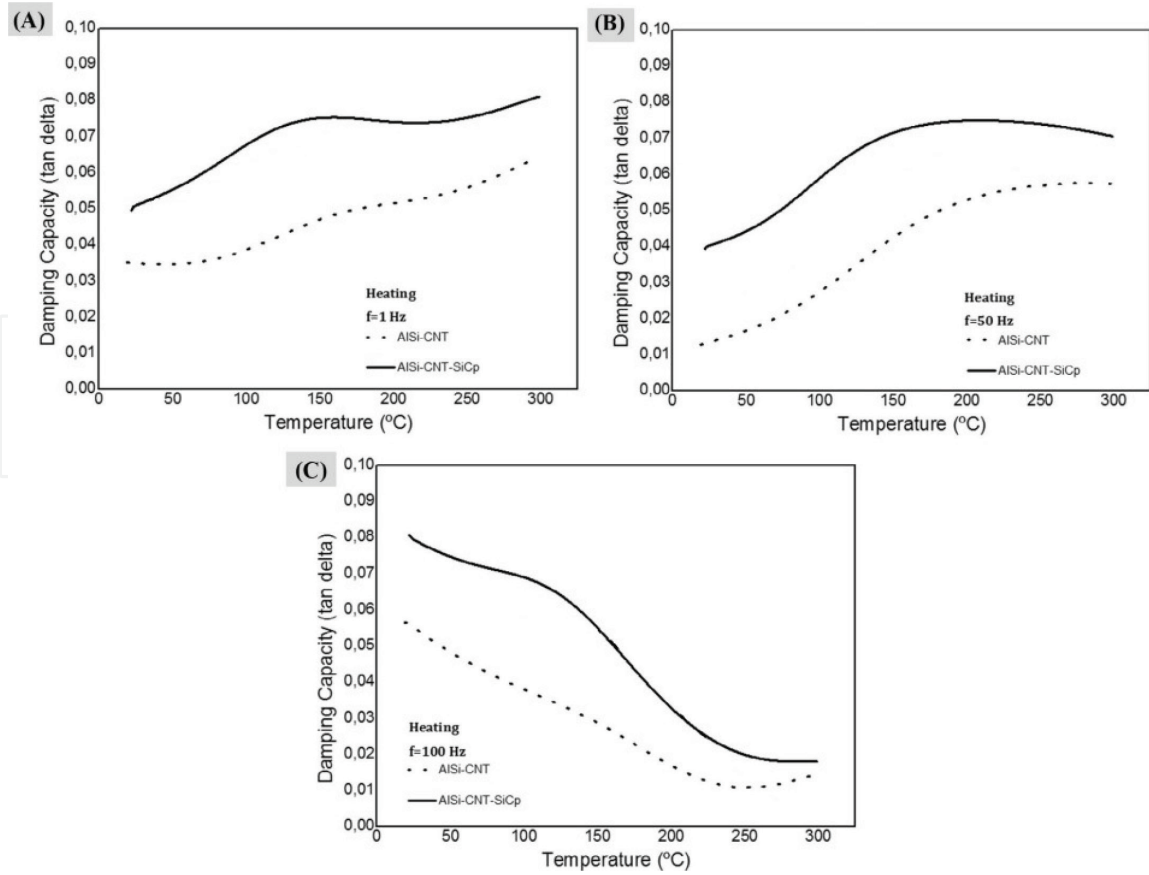 (A)
0,10
0,09
0,08
0,07
0,06
0,05
0,04
0,03
0,02
0,01
0,00
Damping Capacity (tan delta)
Heating
f=1 Hz
AlSi-CNT
AlSi-CNT-SiCp
0 50 100 150 200 250 300
Temperature (ºC)
(B)
0,10
0,09
0,08
0,07
0,06
0,05
0,04
0,03
0,02
0,01
0,00
Damping Capacity (tan delta)
Heating
f=50 Hz
AlSi-CNT
AlSi-CNT-SiCp
0 50 100 150 200 250 300
Temperature (ºC)
(C)
0,10
0,09
0,08
0,07
0,06
0,05
0,04
0,03
0,02
0,01
0,00
Damping Capacity (tan delta)
Heating
f=100 Hz
AlSi-CNT
AlSi-CNT-SiCp
0 50 100 150 200 250 300
Temperature (ºC)